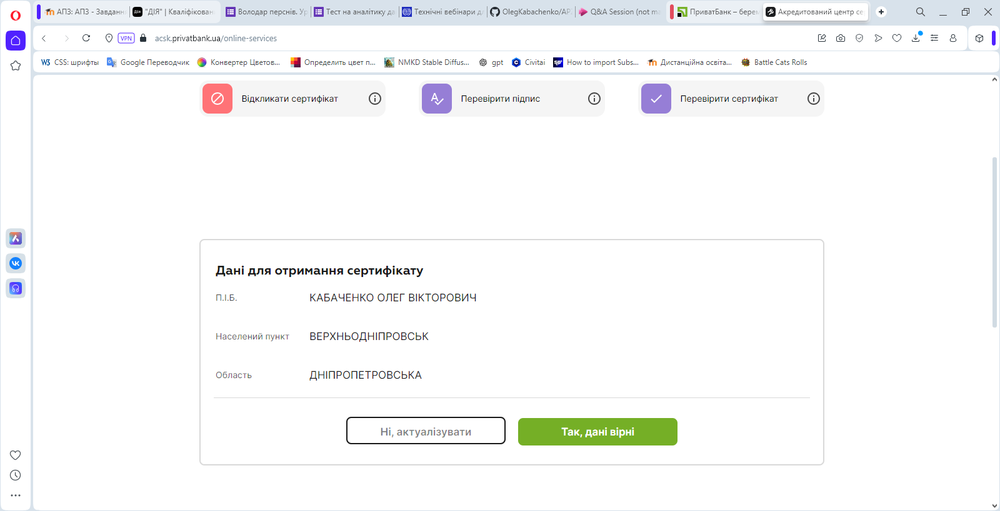 АПЗ: АПЗ - Завданн
"ДІЯ" | Кваліфікован
Володар перснів. Ур
Тест на аналітику да
Технічні вебінари дл
OlegKabachenko/AP
Q&A Session (not ma
ПриватБанк – берем
Акредитований центр се
VPN
acsk.privatbank.ua/online-services
CSS: шрифты
Google Переводчик
Конвертер Цветов...
Определить цвет п...
NMKD Stable Diffus...
gpt
Civitai
How to import Subs...
Дистанційна освіта...
Battle Cats Rolls
Відкликати сертифікат
Перевірити підпис
Перевірити сертифікат
Дані для отримання сертифікату
П.І.Б. КАБАЧЕНКО ОЛЕГ ВІКТОРОВИЧ
Населений пункт ВЕРХНЬОДНІПРОВСЬК
Область ДНІПРОПЕТРОВСЬКА
Ні, актуалізувати
Так, дані вірні